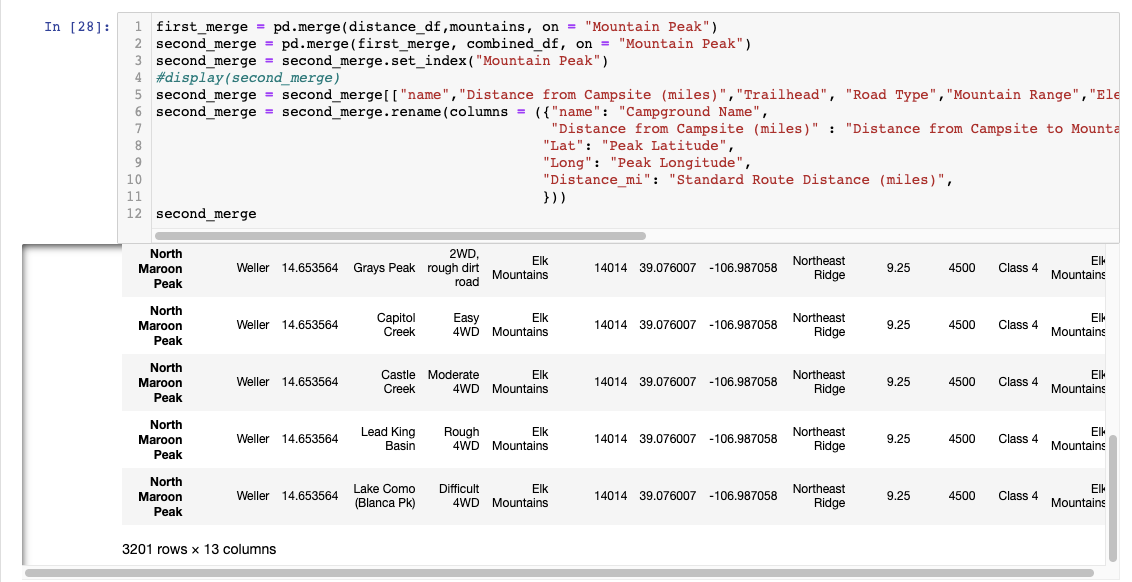 In [28]:
1 first_merge = pd.merge(distance_df,mountains, on = "Mountain Peak")
2 second_merge = pd.merge(first_merge, combined_df, on = "Mountain Peak")
3 second_merge = second_merge.set_index("Mountain Peak")
4 #display(second_merge)
5 second_merge = second_merge[["name","Distance from Campsite (miles)","Trailhead", "Road Type","Mountain Range","Ele
6 second_merge = second_merge.rename(columns = ({"name": "Campground Name",
7 "Distance from Campsite (miles)" : "Distance from Campsite to Mounta
8 "Lat": "Peak Latitude",
9 "Long": "Peak Longitude",
10 "Distance_mi": "Standard Route Distance (miles)",
11 }))
12 second_merge
North Maroon Peak Weller 14.653564 Grays Peak 2WD, rough dirt road Elk Mountains 14014 39.076007 -106.987058 Northeast Ridge 9.25 4500 Class 4 Elk Mountains
North Maroon Peak Weller 14.653564 Capitol Creek Easy 4WD Elk Mountains 14014 39.076007 -106.987058 Northeast Ridge 9.25 4500 Class 4 Elk Mountains
North Maroon Peak Weller 14.653564 Castle Creek Moderate 4WD Elk Mountains 14014 39.076007 -106.987058 Northeast Ridge 9.25 4500 Class 4 Elk Mountains
North Maroon Peak Weller 14.653564 Lead King Basin Rough 4WD Elk Mountains 14014 39.076007 -106.987058 Northeast Ridge 9.25 4500 Class 4 Elk Mountains
North Maroon Peak Weller 14.653564 Lake Como (Blanca Pk) Difficult 4WD Elk Mountains 14014 39.076007 -106.987058 Northeast Ridge 9.25 4500 Class 4 Elk Mountains
3201 rows × 13 columns